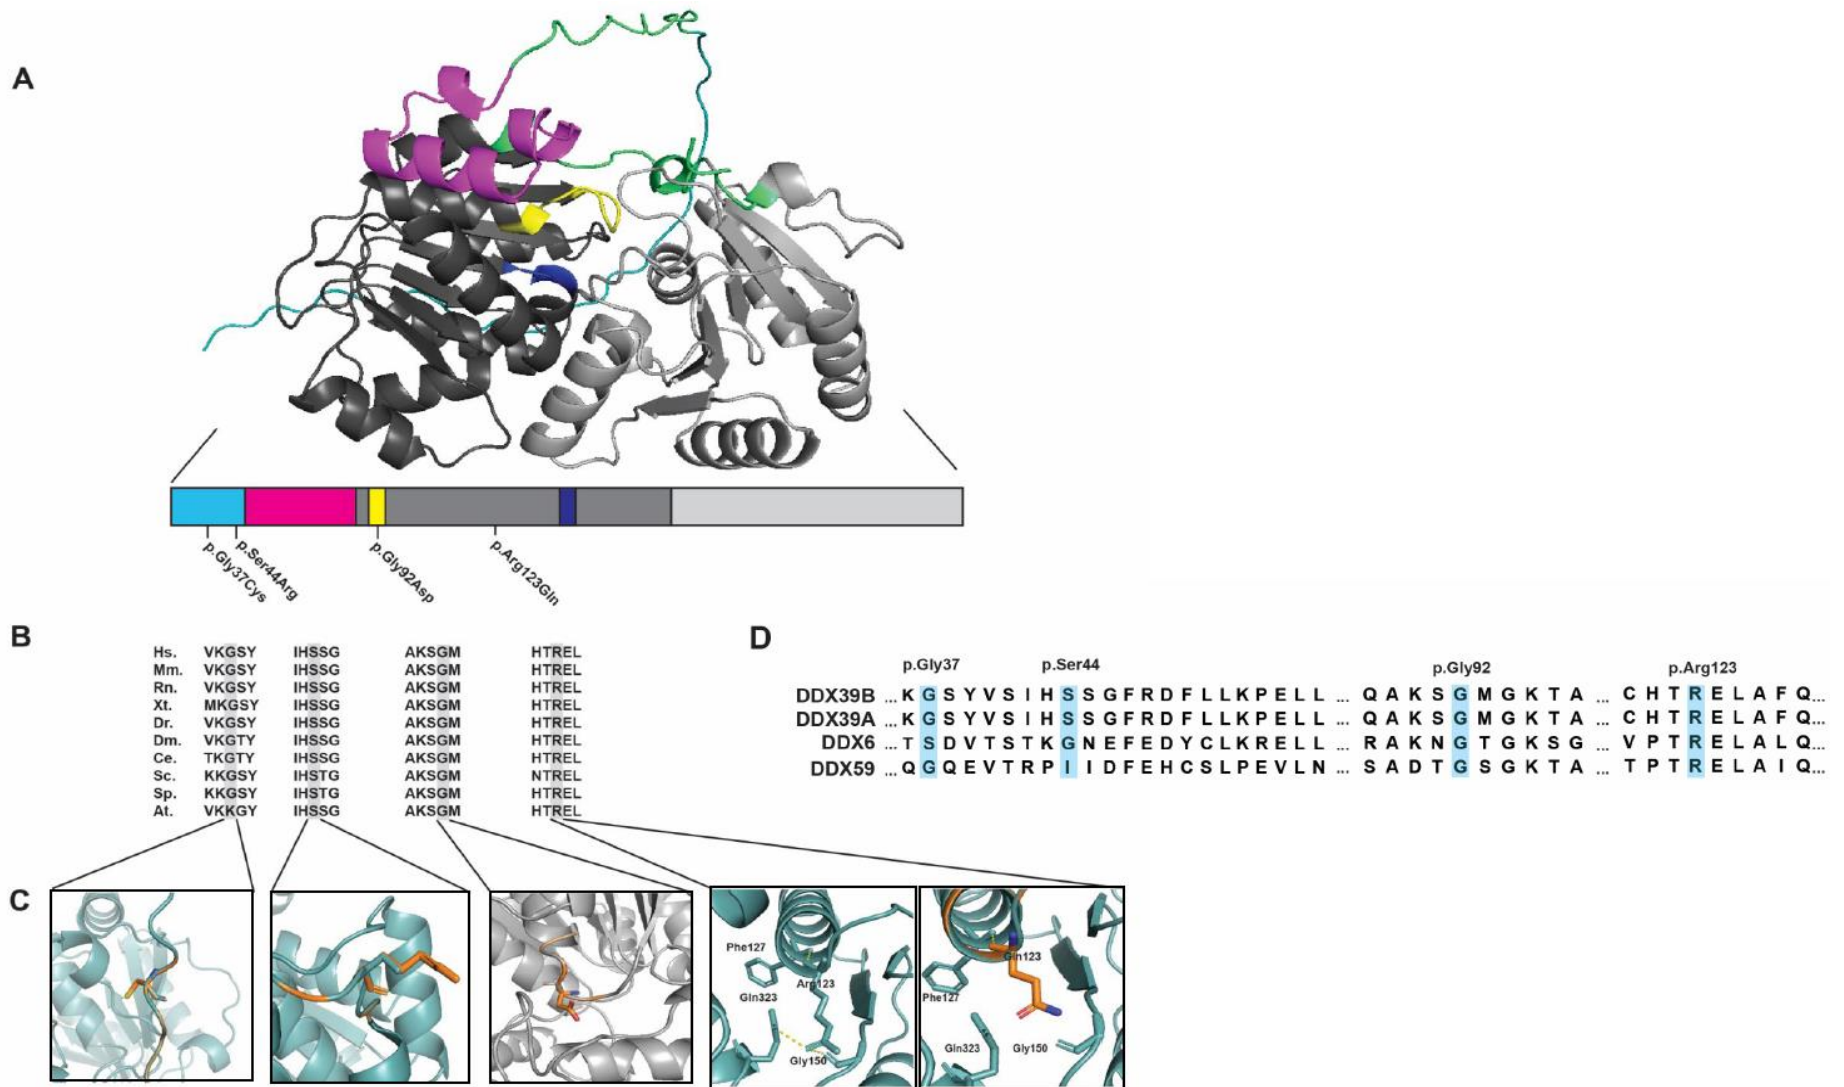 A
p.Gly37Cys
p.Ser44Arg
p.Gly92Asp
p.Arg123Gln
B
Hs. VKGSY IHSSG AKSGM HTREL
Mm. VKGSY IHSSG AKSGM HTREL
Rn. VKGSY IHSSG AKSGM HTREL
Xt. MKGSY IHSSG AKSGM HTREL
Dr. VKGSY IHSSG AKSGM HTREL
Dm. VKGTY IHSSG AKSGM HTREL
Ce. TKGTY IHSSG AKSGM HTREL
Sc. KKGSY IHSTG AKSGM NTREL
Sp. KKGSY IHSTG AKSGM HTREL
At. VKKGY IHSSG AKSGM HTREL
D
p.Gly37 p.Ser44 p.Gly92 p.Arg123
DDX39B ... K G S Y V S I H S S G F R D F L L K P E L L ... Q A K S G M G K T A ... C H T R E L A F Q...
DDX39A ... K G S Y V S I H S S G F R D F L L K P E L L ... Q A K S G M G K T A ... C H T R E L A F Q...
DDX6 ... T S D V T S T K G N E F E D Y C L K R E L L ... R A K N G T G K S G ... V P T R E L A L Q...
DDX59 ... Q G Q E V T R P I I D F E H C S L P E V L N ... S A D T G S G K T A ... T P T R E L A I Q...
C
Phe127
Arg123
Gln323
Gly150
Gln123
Phe127
Gln323
Gly150